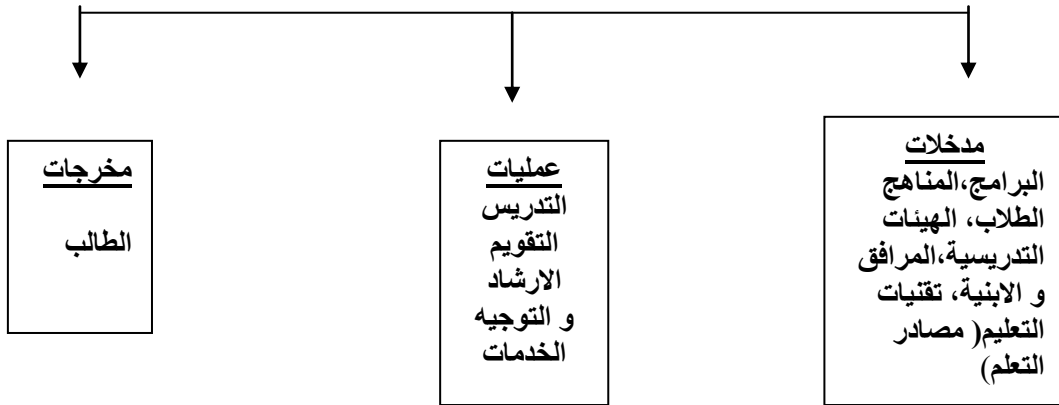 مدخلات
البرامج،المناهج
الطلاب، الهيئات
التدريسية،المرافق
و الابنية، تقنيات
التعليم( مصادر
التعلم)
عمليات
التدريس
التقويم
الارشاد
و التوجيه
الخدمات
مخرجات
الطالب